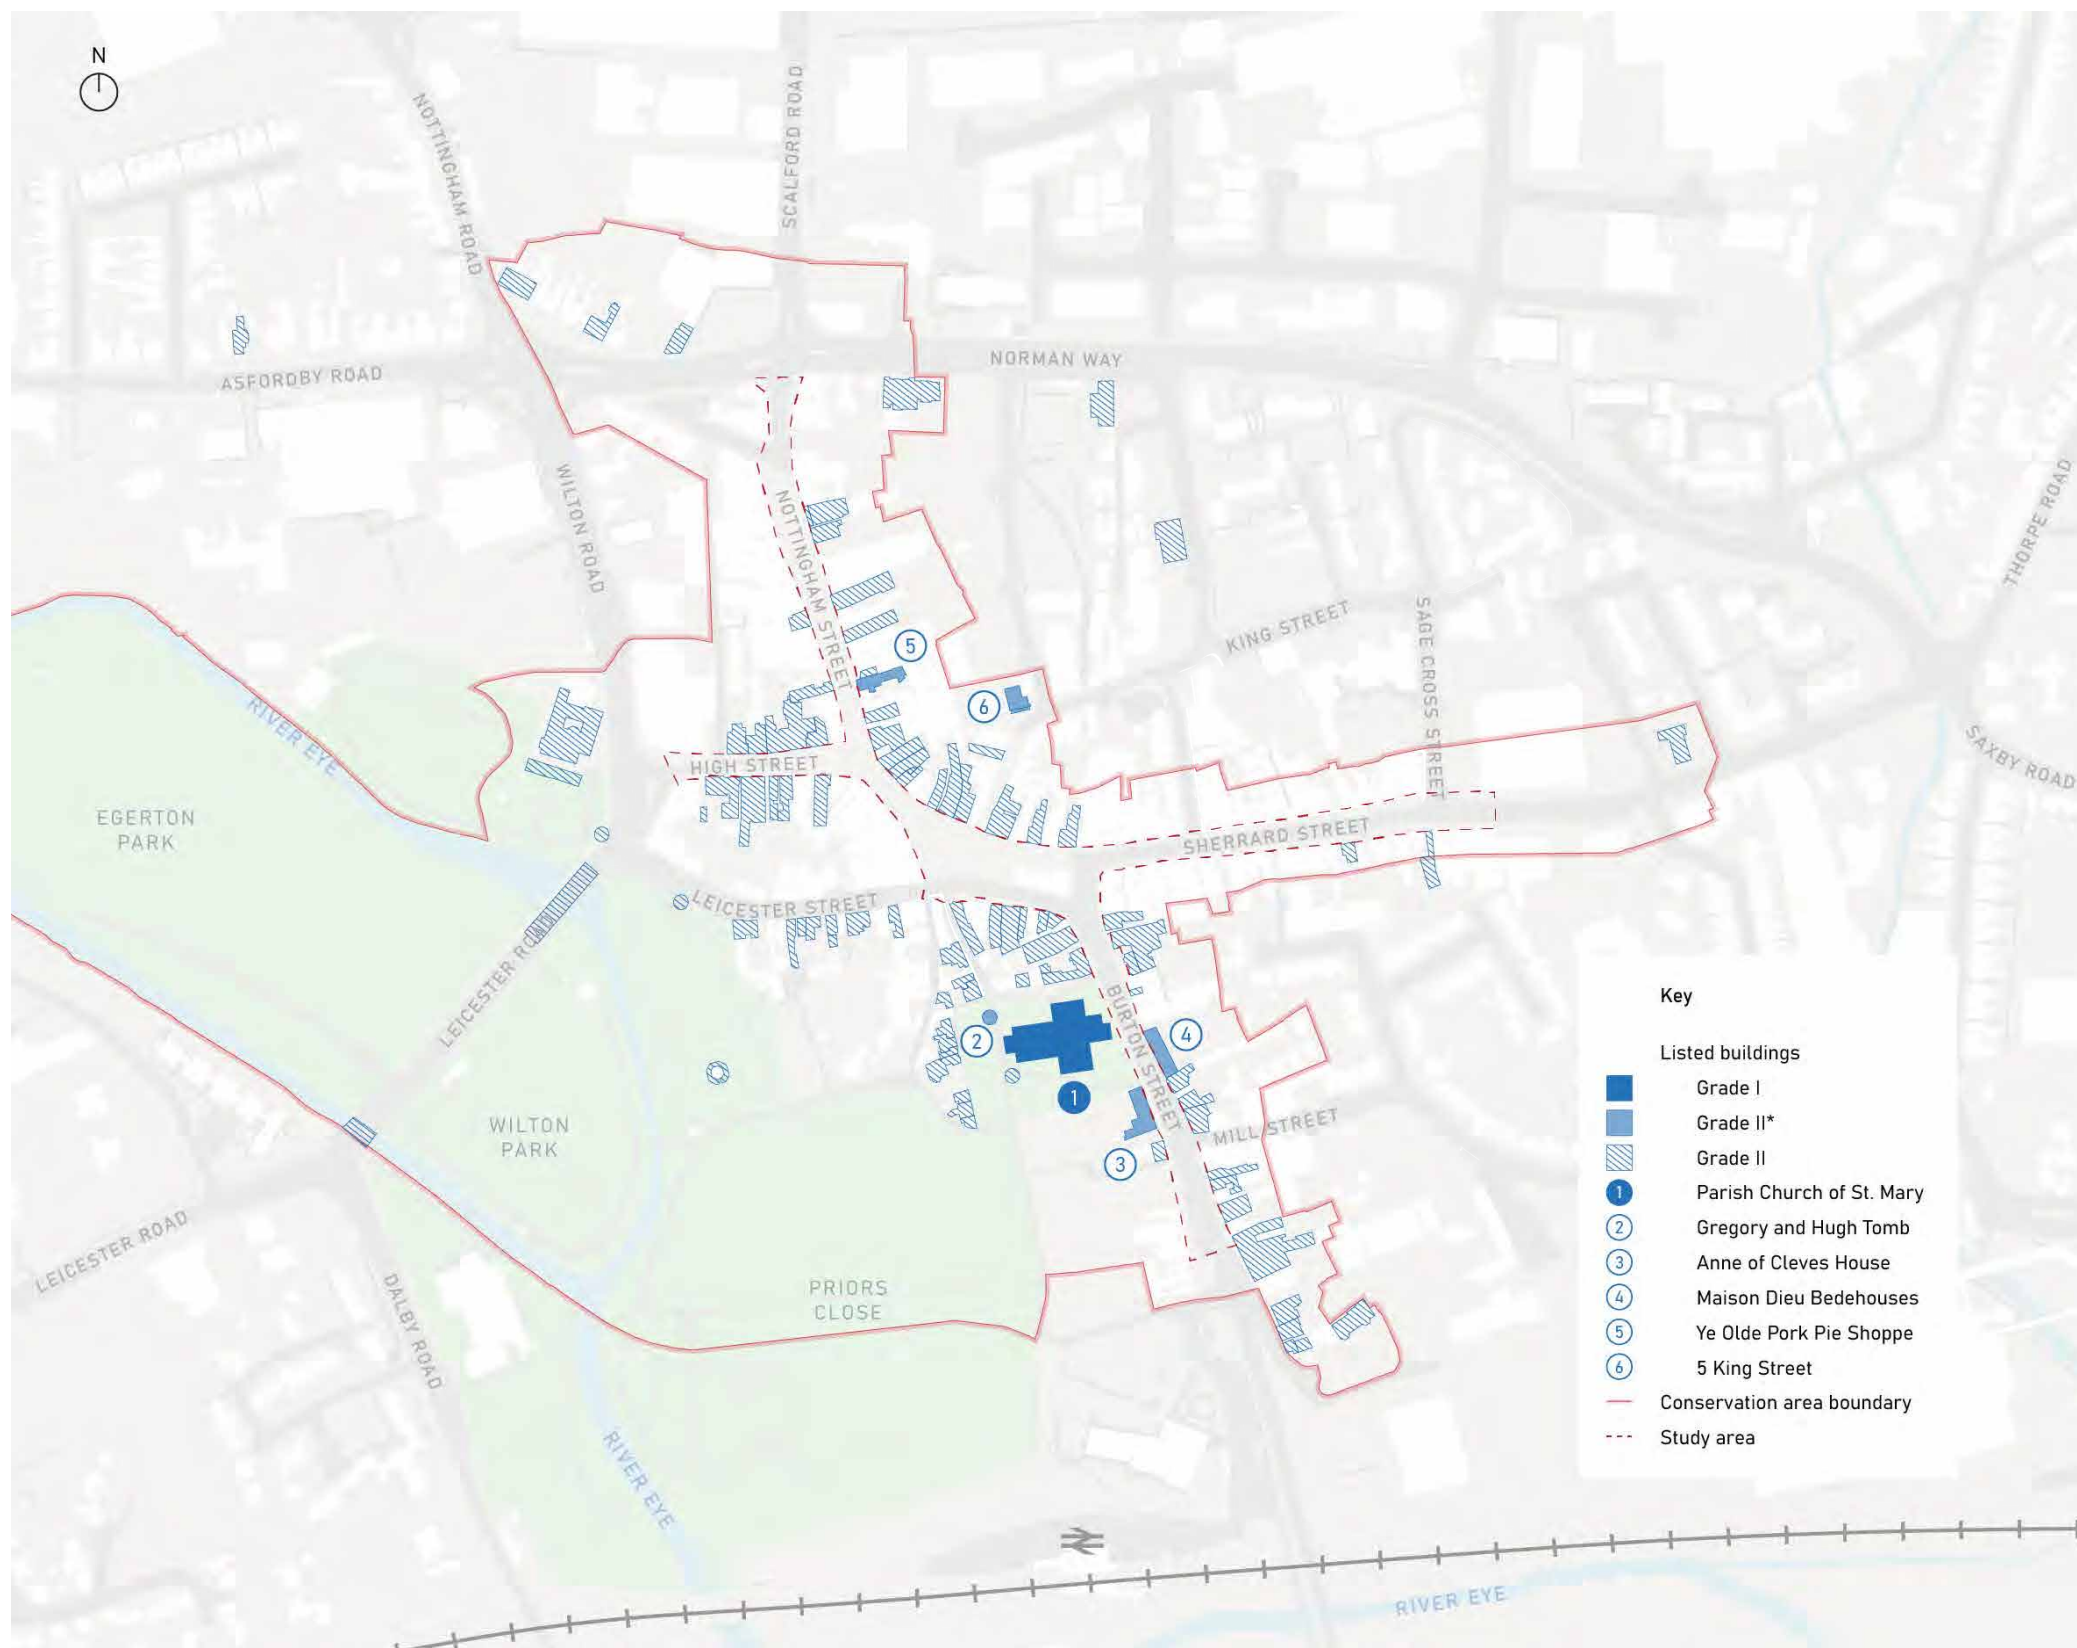 N
NOTTINGHAM ROAD
SCALFORD ROAD
ASFORDBY ROAD
NORMAN WAY
WILTON ROAD
NOTTINGHAM STREET
THORPE ROAD
KING STREET
SAGE CROSS STREET
5
6
RIVER EYE
HIGH STREET
SAXBY ROAD
EGERTON
PARK
SHERRARD STREET
LEICESTER STREET
LEICESTER ROAD
BURTON STREET
2
4
1
MILL STREET
3
WILTON
PARK
LEICESTER ROAD
DALBY ROAD
PRIORS
CLOSE
RIVER EYE
RIVER EYE
Key
Listed buildings
Grade I
Grade II*
Grade II
1 Parish Church of St. Mary
2 Gregory and Hugh Tomb
3 Anne of Cleves House
4 Maison Dieu Bedehouses
5 Ye Olde Pork Pie Shoppe
6 5 King Street
Conservation area boundary
Study area